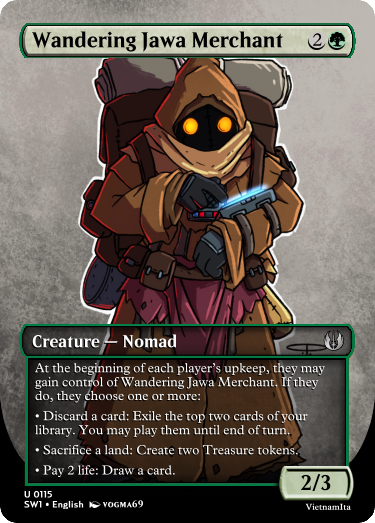 Wandering Jawa Merchant 2
Creature — Nomad
At the beginning of each player's upkeep, they may
gain control of Wandering Jawa Merchant. If they
do, they choose one or more:
• Discard a card: Exile the top two cards of your
library. You may play them until end of turn.
• Sacrifice a land: Create two Treasure tokens.
• Pay 2 life: Draw a card.
2/3
U 0115
SW1 • English VOGMA69
VietnamIta